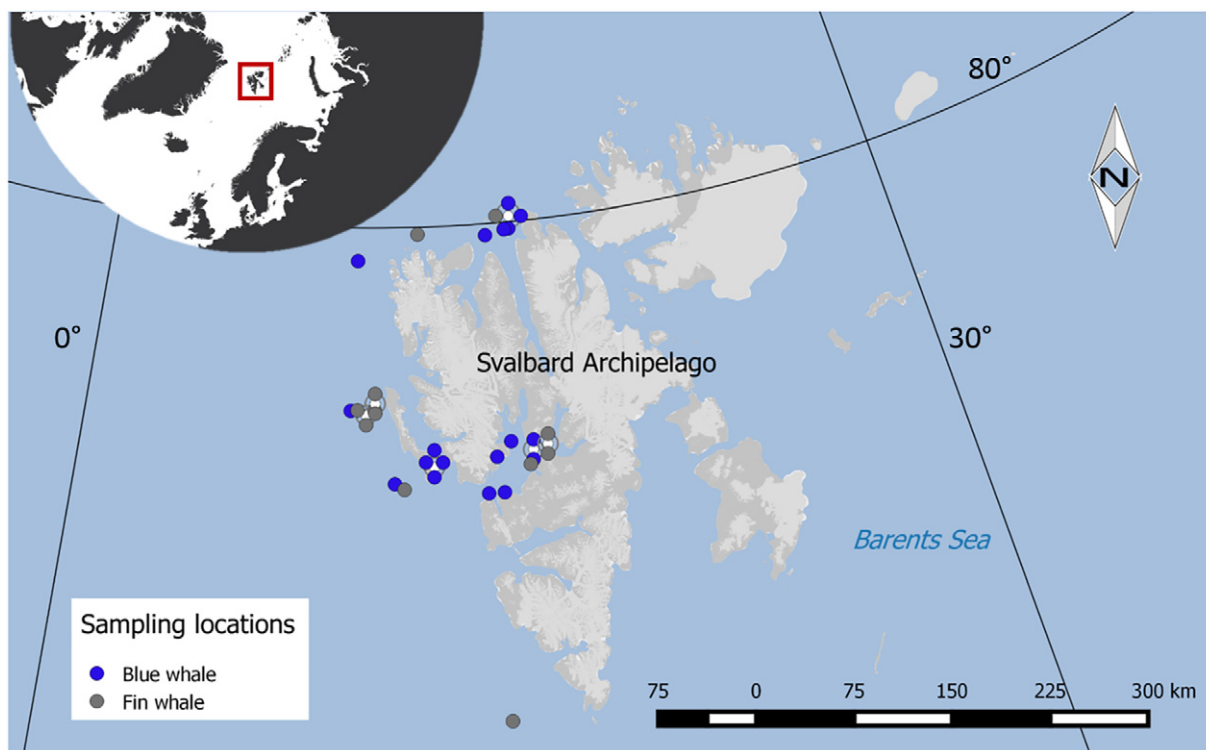 80°
N
0°
30°
Svalbard Archipelago
Barents Sea
Sampling locations
Blue whale
Fin whale
75 0 75 150 225 300 km